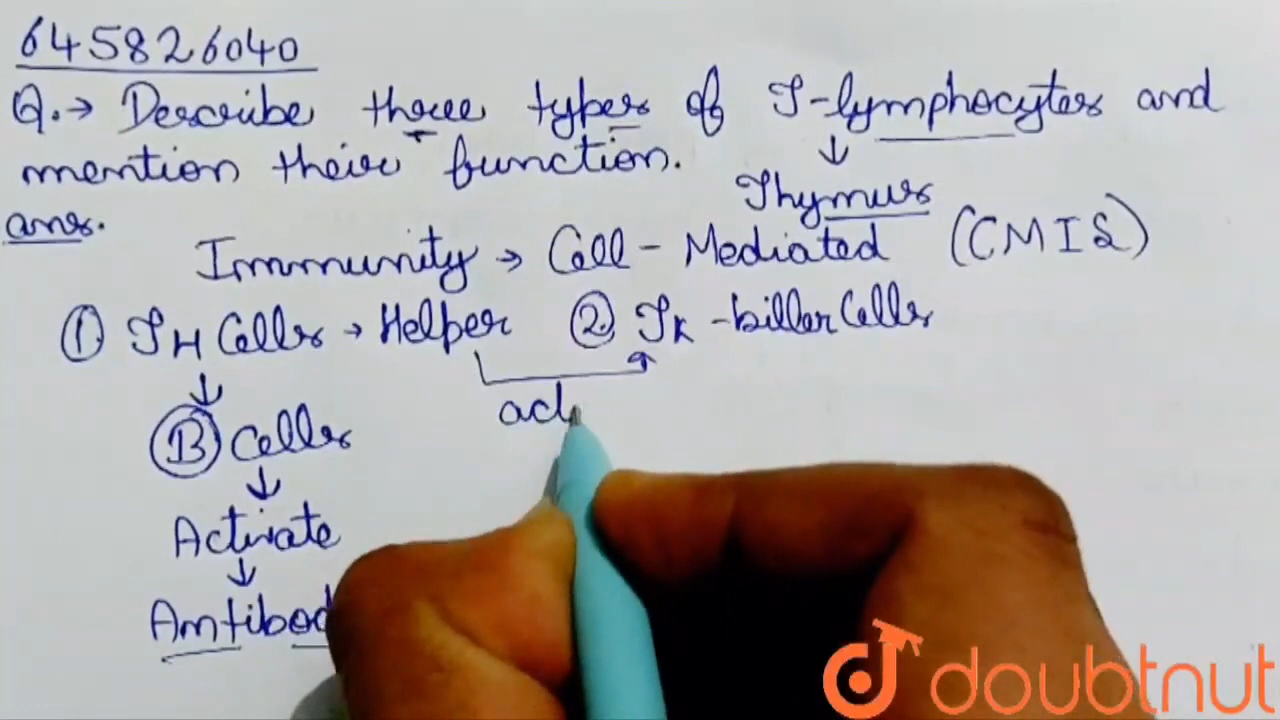 645826040
Q.→ Describe three types of T-lymphocytes and
mention their function.
↓
Thymus
ans.
Immunity → Cell-Mediated (CMIS)
① TH Cells → Helper ② TK -killer Cells
↓
B Cells
act
↓
Activate
↓
Antibod
doubtnut